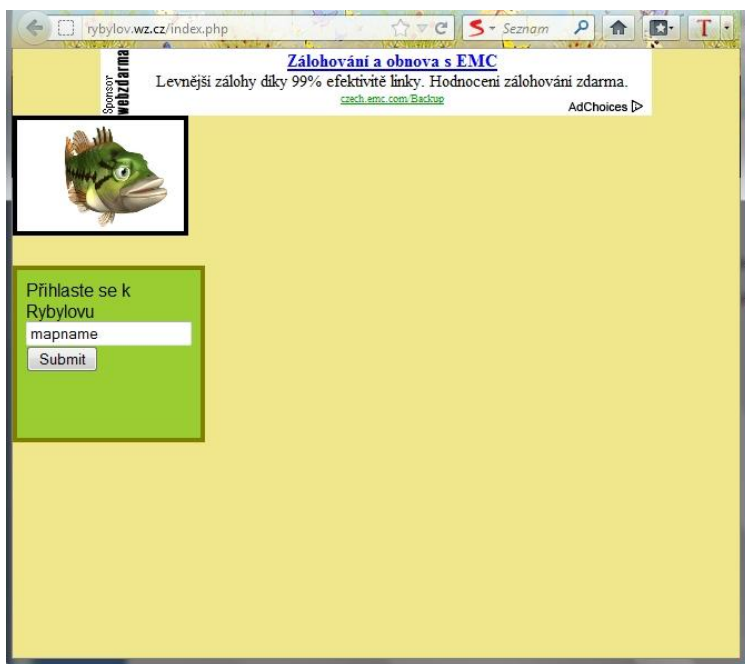 rybylov.wz.cz/index.php
S Seznam
T
Sponsor
webzdarma
Zálohování a obnova s EMC
Levnější zálohy díky 99% efektivitě linky. Hodnoceni zálohování zdarma.
czech.emc.com/Backup
AdChoices
Přihlaste se k
Rybylovu
mapname
Submit